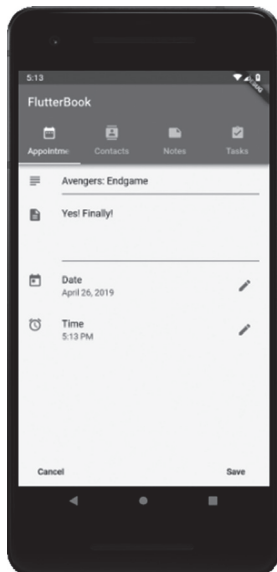 5:13
DEBUG
FlutterBook
Appointme
Contacts
Notes
Tasks
Avengers: Endgame
Yes! Finally!
Date
April 26, 2019
Time
5:13 PM
Cancel
Save